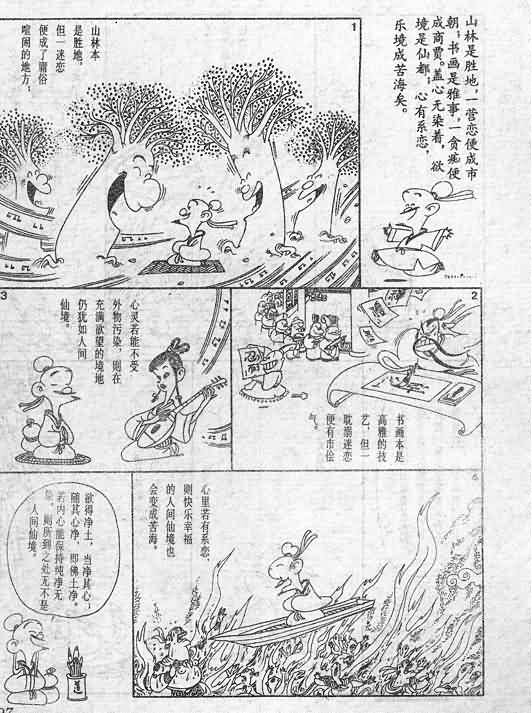 山林是胜地,一营恋便成市
朝;书画是雅事,一贪痴便
成商贾。盖心无染着,欲
境是仙都;心有系恋,
乐境成苦海矣。
1
山林本
是胜地,
但一迷恋
便成了庸俗
喧闹的地方;
2
书画本是
高雅的技
艺,但一
耽溺迷恋
便有市侩
气。
3
心灵若能不受
外物污染,则在
充满欲望的境地
仍犹如人间
仙境。
心里若有系恋,
则快乐幸福
的人间仙境也
会变成苦海。
欲得净土,当净其心;
随其心净,即佛土净。
若内心能保持纯净无
则所到之处无不是
人间仙境。
道